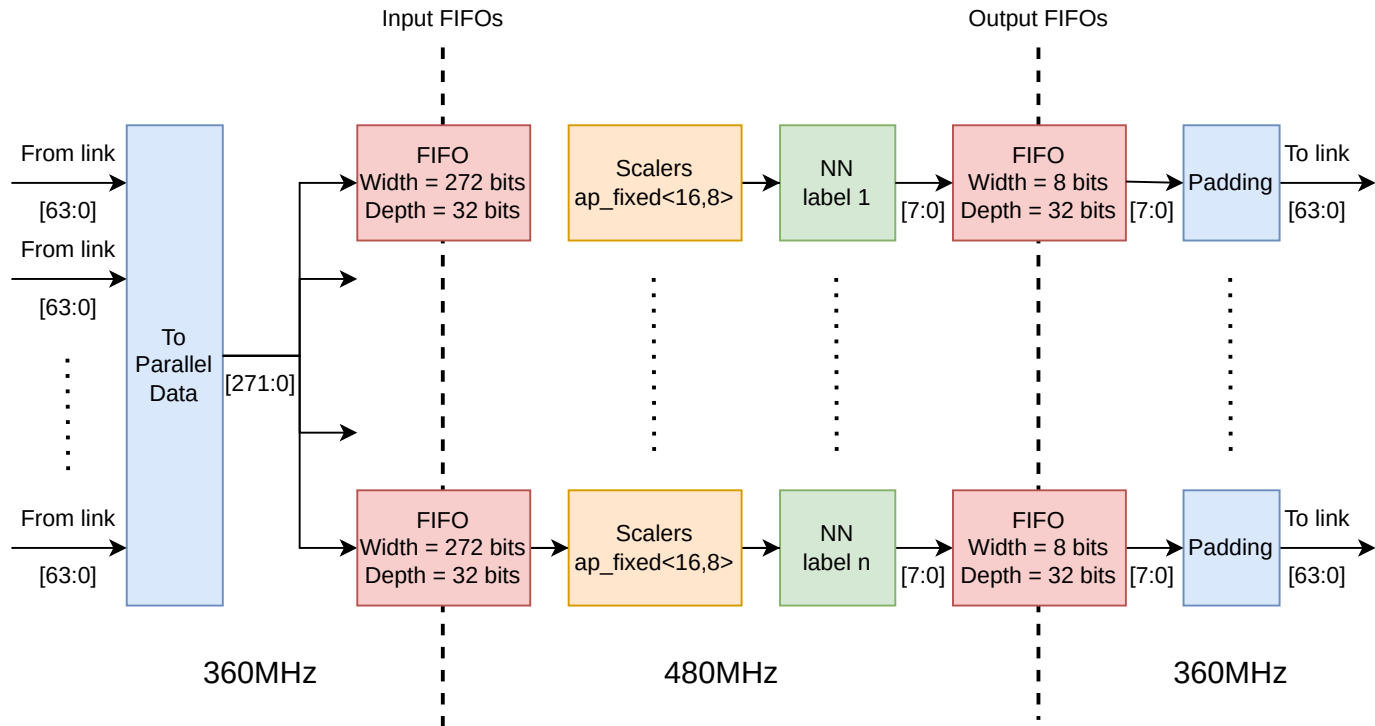 Input FIFOs
Output FIFOs
From link
[63:0]
From link
[63:0]
From link
[63:0]
To
Parallel
Data
[271:0]
FIFO
Width = 272 bits
Depth = 32 bits
Scalers
ap_fixed<16,8>
NN
label 1
[7:0]
FIFO
Width = 8 bits
Depth = 32 bits
[7:0]
Padding
To link
[63:0]
FIFO
Width = 272 bits
Depth = 32 bits
Scalers
ap_fixed<16,8>
NN
label n
[7:0]
FIFO
Width = 8 bits
Depth = 32 bits
[7:0]
Padding
To link
[63:0]
360MHz
480MHz
360MHz